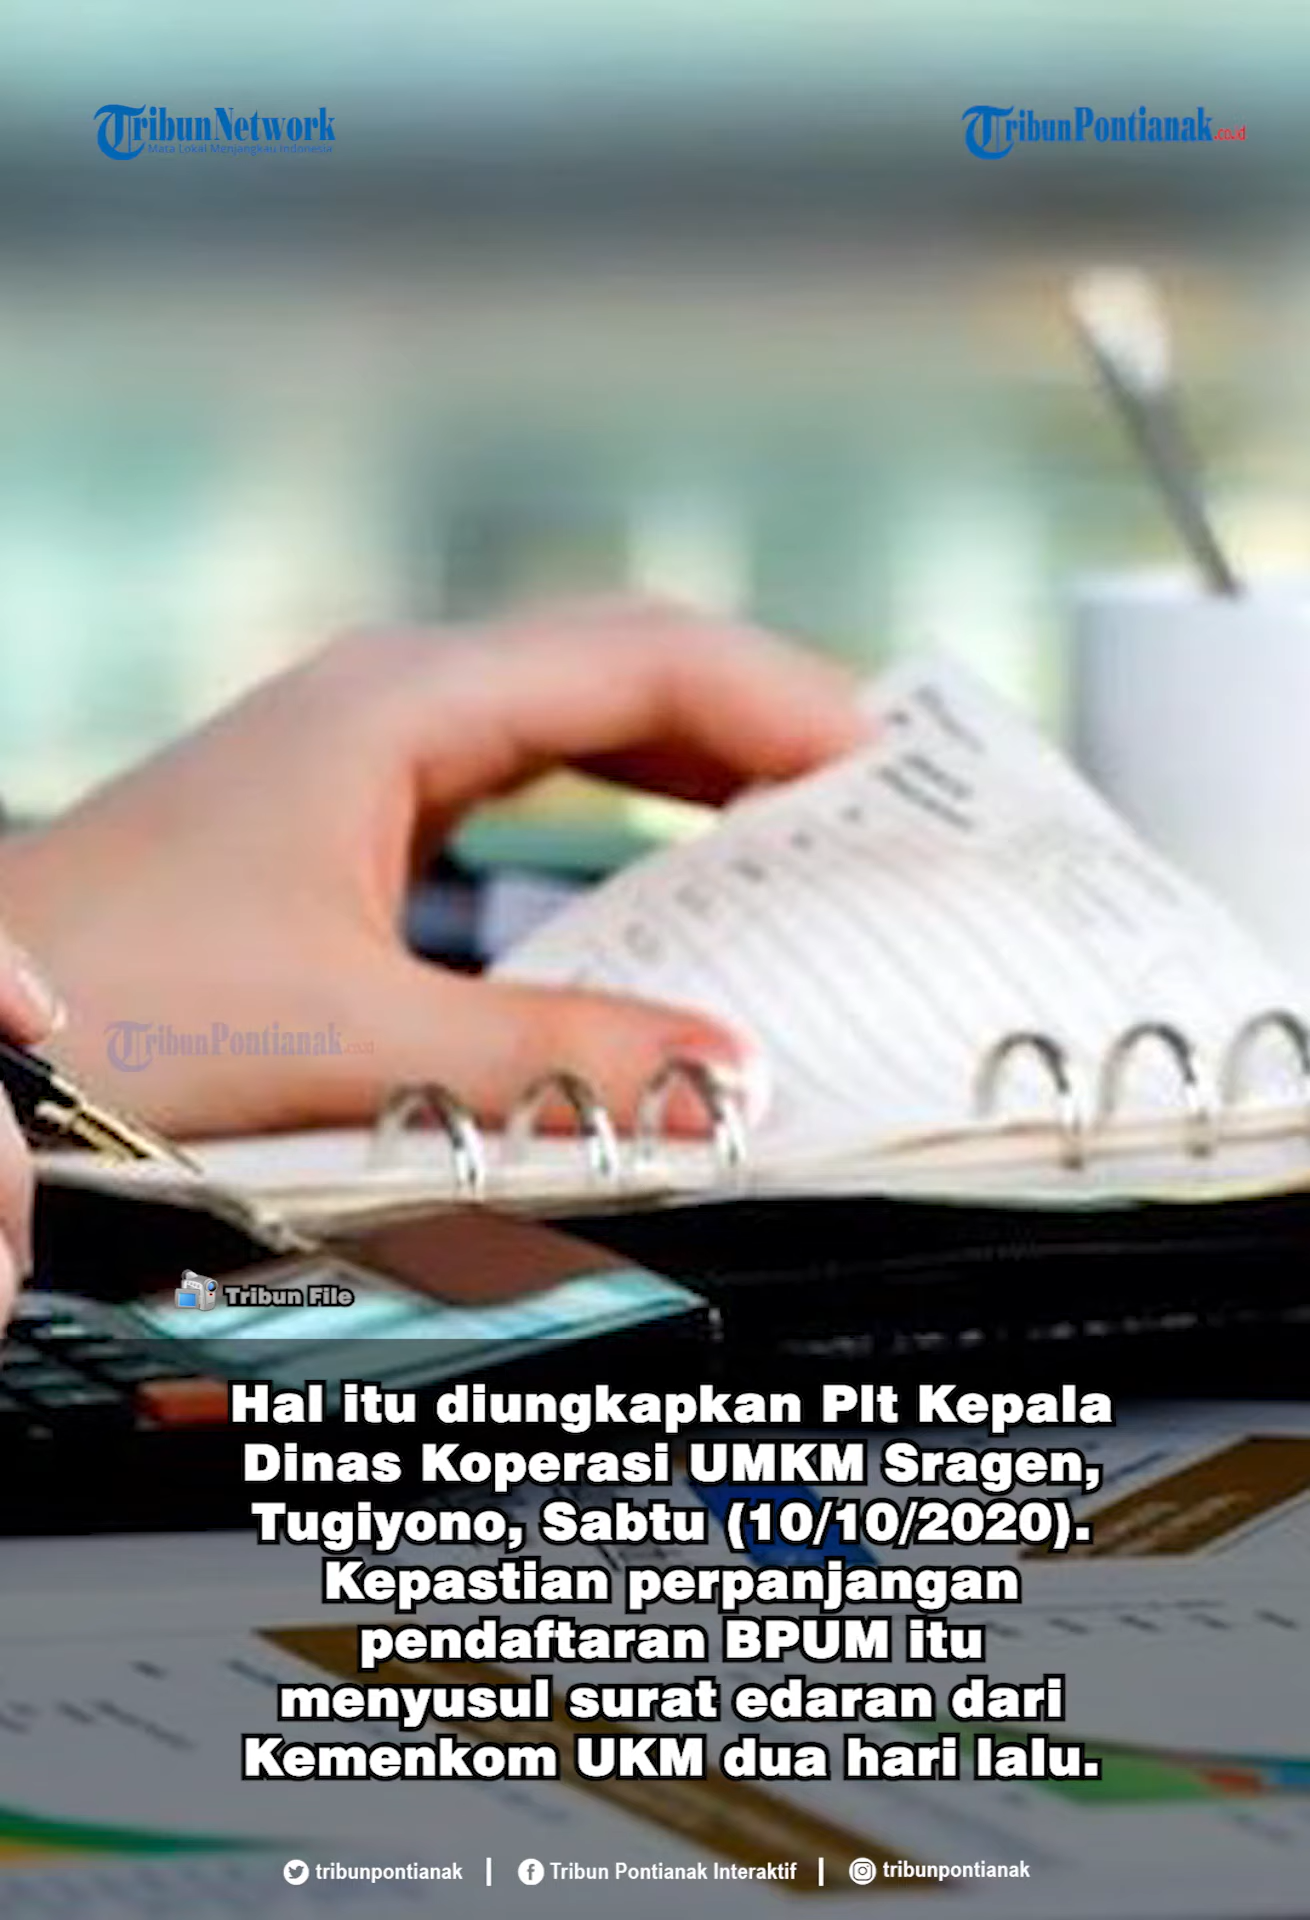 TribunNetwork
Mata Lokal Menjangkau Indonesia
TribunPontianak.co.id
TribunPontianak.co.id
Tribun File
Hal itu diungkapkan Plt Kepala
Dinas Koperasi UMKM Sragen,
Tugiyono, Sabtu (10/10/2020).
Kepastian perpanjangan
pendaftaran BPUM itu
menyusul surat edaran dari
Kemenkom UKM dua hari lalu.
tribunpontianak | Tribun Pontianak Interaktif | tribunpontianak